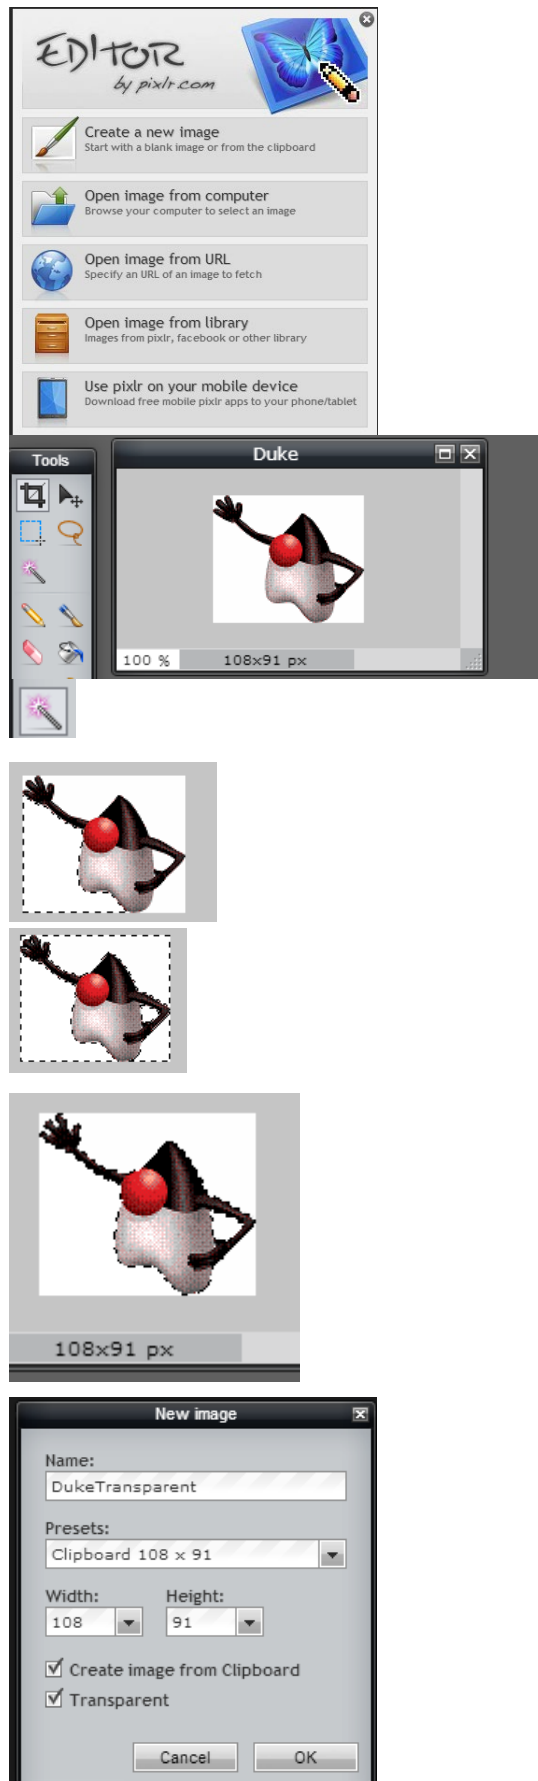 EDITOR
by pixlr.com
Create a new image
Start with a blank image or from the clipboard
Open image from computer
Browse your computer to select an image
Open image from URL
Specify an URL of an image to fetch
Open image from library
Images from pixlr, facebook or other library
Use pixlr on your mobile device
Download free mobile pixlr apps to your phone/tablet
Tools
Duke
100 %
108x91 px
108x91 px
New image
Name:
DukeTransparent
Presets:
Clipboard 108 x 91
Width:
Height:
108
91
Create image from Clipboard
Transparent
Cancel
OK